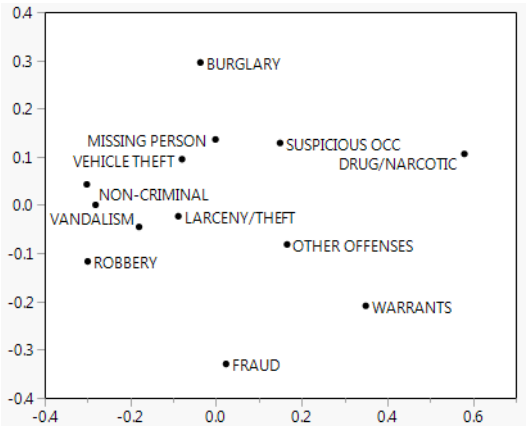 0.4
0.3
BURGLARY
0.2
MISSING PERSON
SUSPICIOUS OCC
0.1
VEHICLE THEFT
DRUG/NARCOTIC
NON-CRIMINAL
0.0
VANDALISM
LARCENY/THEFT
-0.1
OTHER OFFENSES
ROBBERY
-0.2
WARRANTS
-0.3
FRAUD
-0.4
-0.4 -0.2 0.0 0.2 0.4 0.6